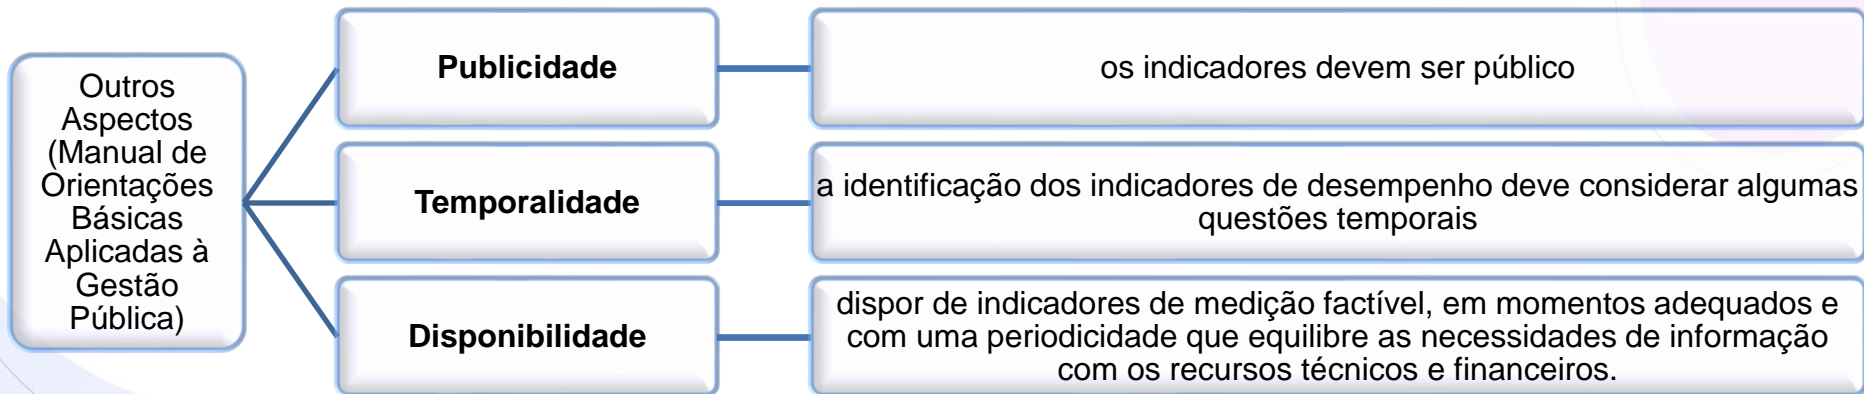 Outros
Aspectos
(Manual de
Orientações
Básicas
Aplicadas à
Gestão
Pública)
Publicidade
os indicadores devem ser público
Temporalidade
a identificação dos indicadores de desempenho deve considerar algumas
questões temporais
Disponibilidade
dispor de indicadores de medição factível, em momentos adequados e
com uma periodicidade que equilibre as necessidades de informação
com os recursos técnicos e financeiros.